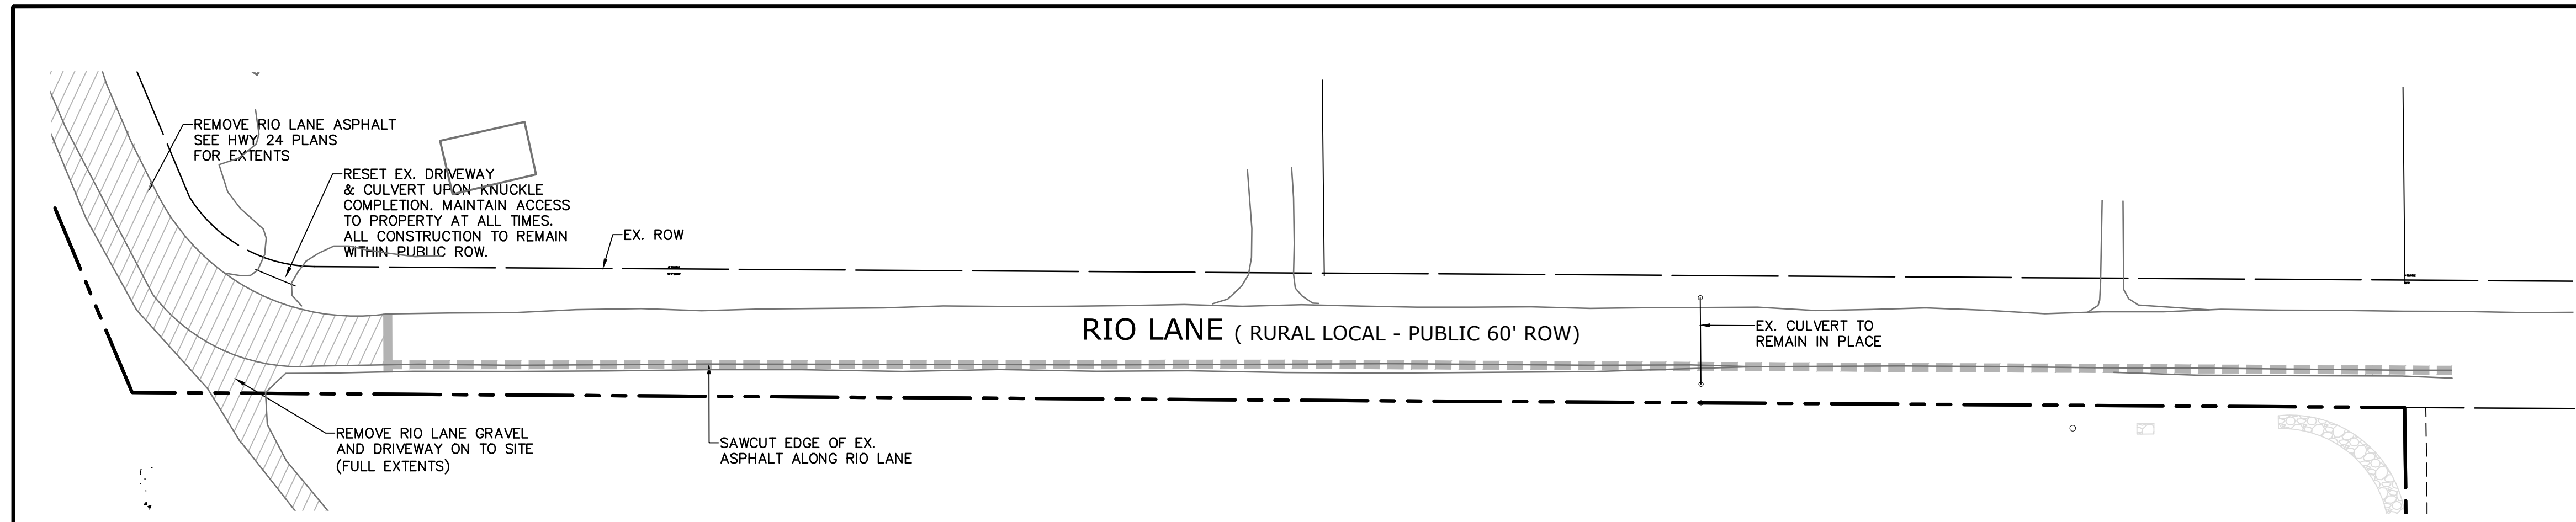 REMOVE RIO LANE ASPHALT
SEE HWY 24 PLANS
FOR EXTENTS
RESET EX. DRIVEWAY
& CULVERT UPON KNUCKLE
COMPLETION. MAINTAIN ACCESS
TO PROPERTY AT ALL TIMES.
ALL CONSTRUCTION TO REMAIN
WITHIN PUBLIC ROW.
EX. ROW
RIO LANE ( RURAL LOCAL - PUBLIC 60' ROW)
EX. CULVERT TO
REMAIN IN PLACE
REMOVE RIO LANE GRAVEL
AND DRIVEWAY ON TO SITE
(FULL EXTENTS)
SAWCUT EDGE OF EX.
ASPHALT ALONG RIO LANE